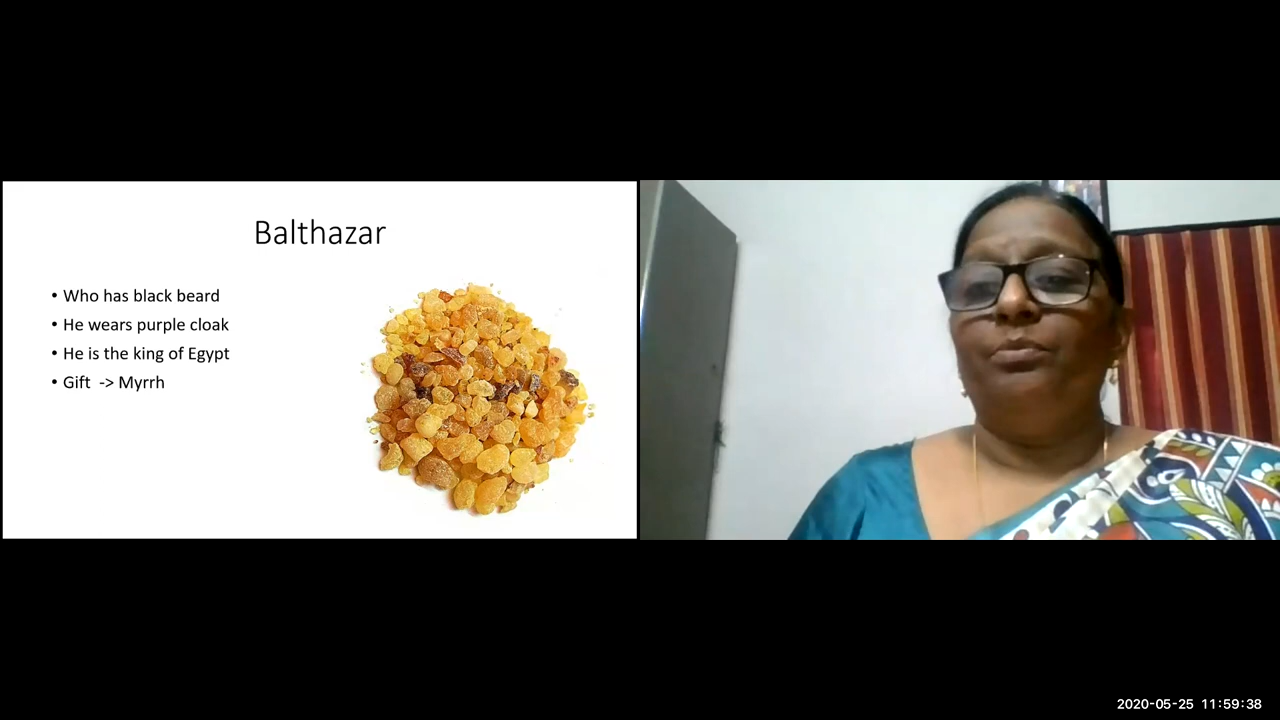 Balthazar
• Who has black beard
• He wears purple cloak
• He is the king of Egypt
• Gift -> Myrrh
2020-05-25 11:59:38